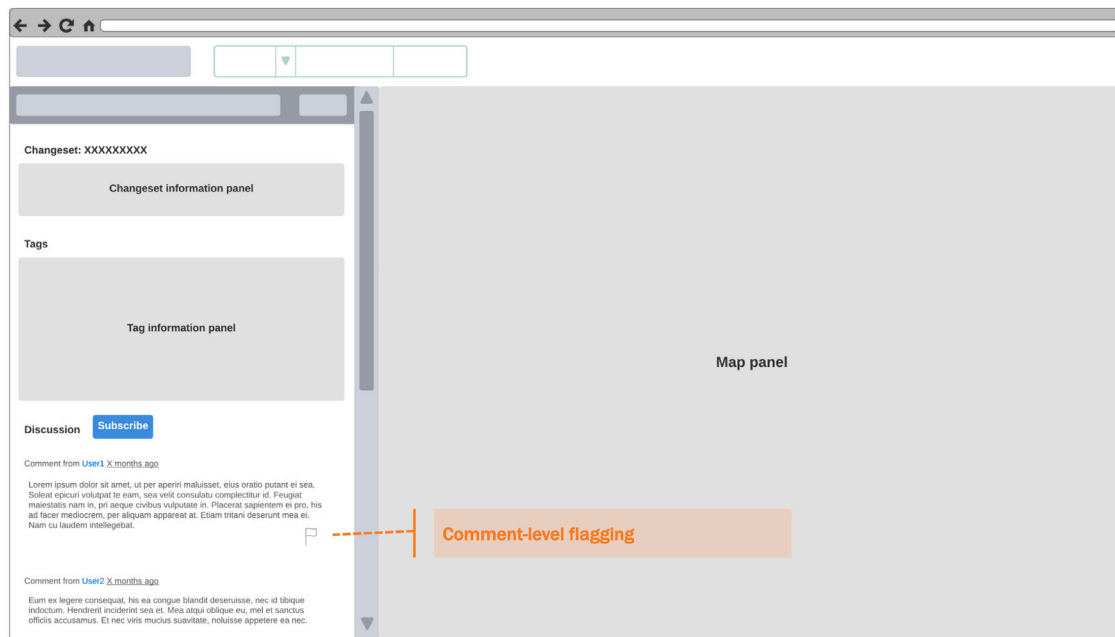 Changeset: XXXXXXXXX
Changeset information panel
Tags
Tag information panel
Map panel
Discussion
Subscribe
Comment from User1 X months ago
Lorem ipsum dolor sit amet, ut per aperiri maluisset, eius oratio putant ei sea.
Soleat epicuri volutpat te eam, sea velit consulatu complectitur id. Feugiat
maiestatis nam in, pri aeque civibus vulputate in. Placerat sapientem ei pro, his
ad facer mediocrem, per aliquam appareat at. Etiam tritani deserunt mea ei.
Nam cu laudem intellegebat.
Comment-level flagging
Comment from User2 X months ago
Eum ex legere consequat, his ea congue blandit deseruisse, nec id tibique
indoctum. Hendrerit inciderint sea et. Mea atqui oblique eu, mel et sanctus
officiis accusamus. Et nec viris mucius suavitate, noluisse appetere ea nec.